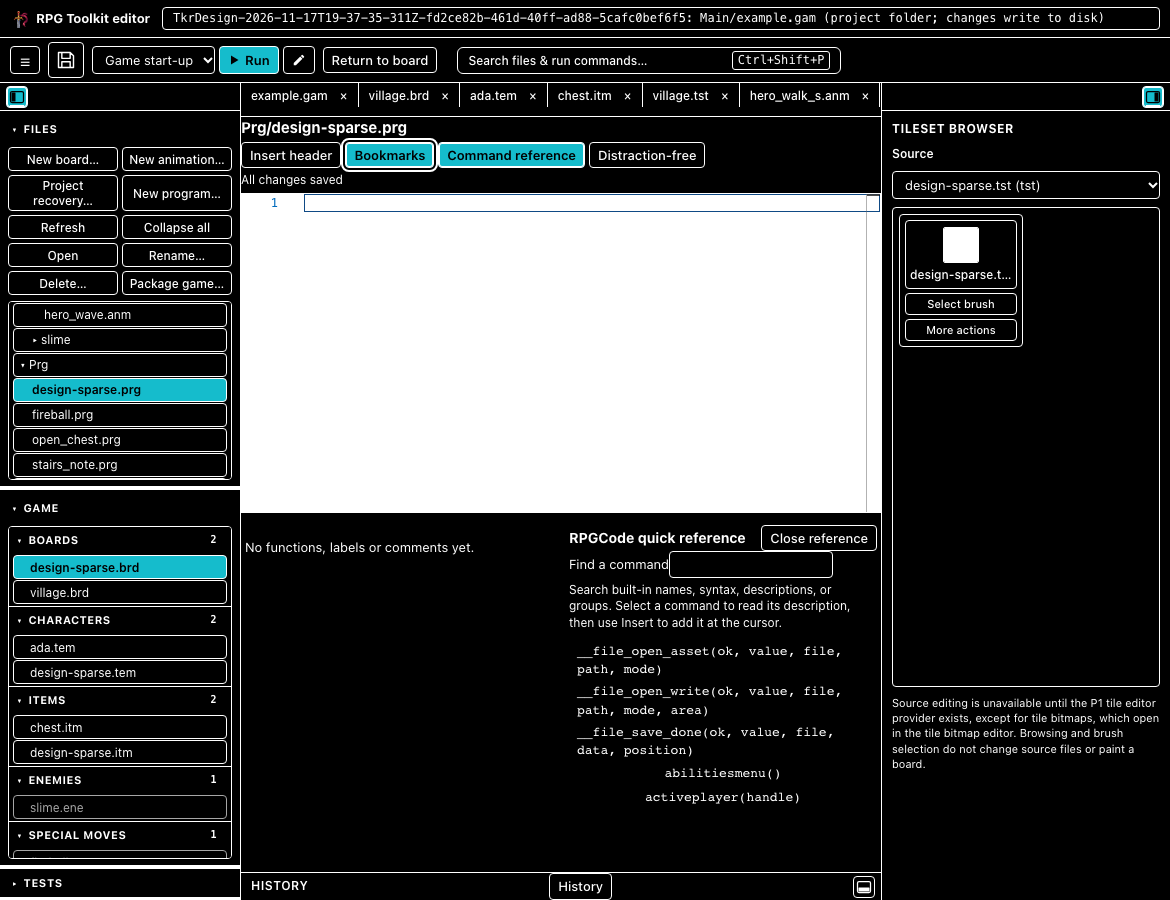 RPG Toolkit editor
TkrDesign-2026-11-17T19-37-35-311Z-fd2ce82b-461d-40ff-ad88-5cafc0bef6f5: Main/example.gam (project folder; changes write to disk)
Game start-up
Run
Return to board
Search files & run commands...
Ctrl+Shift+P
example.gam ×
village.brd ×
ada.tem ×
chest.itm ×
village.tst ×
hero_walk_s.anm ×
FILES
New board...
New animation...
Project recovery...
New program...
Refresh
Collapse all
Open
Rename...
Delete...
Package game...
hero_wave.anm
slime
Prg
design-sparse.prg
fireball.prg
open_chest.prg
stairs_note.prg
GAME
BOARDS 2
design-sparse.brd
village.brd
CHARACTERS 2
ada.tem
design-sparse.tem
ITEMS 2
chest.itm
design-sparse.itm
ENEMIES 1
slime.ene
SPECIAL MOVES 1
TESTS
Prg/design-sparse.prg
Insert header
Bookmarks
Command reference
Distraction-free
All changes saved
1
No functions, labels or comments yet.
RPGCode quick reference
Close reference
Find a command
Search built-in names, syntax, descriptions, or
groups. Select a command to read its description,
then use Insert to add it at the cursor.
__file_open_asset(ok, value, file,
path, mode)
__file_open_write(ok, value, file,
path, mode, area)
__file_save_done(ok, value, file,
data, position)
abilitiesmenu()
activeplayer(handle)
HISTORY
History
TILESET BROWSER
Source
design-sparse.tst (tst)
design-sparse.t...
Select brush
More actions
Source editing is unavailable until the P1 tile editor
provider exists, except for tile bitmaps, which open
in the tile bitmap editor. Browsing and brush
selection do not change source files or paint a
board.